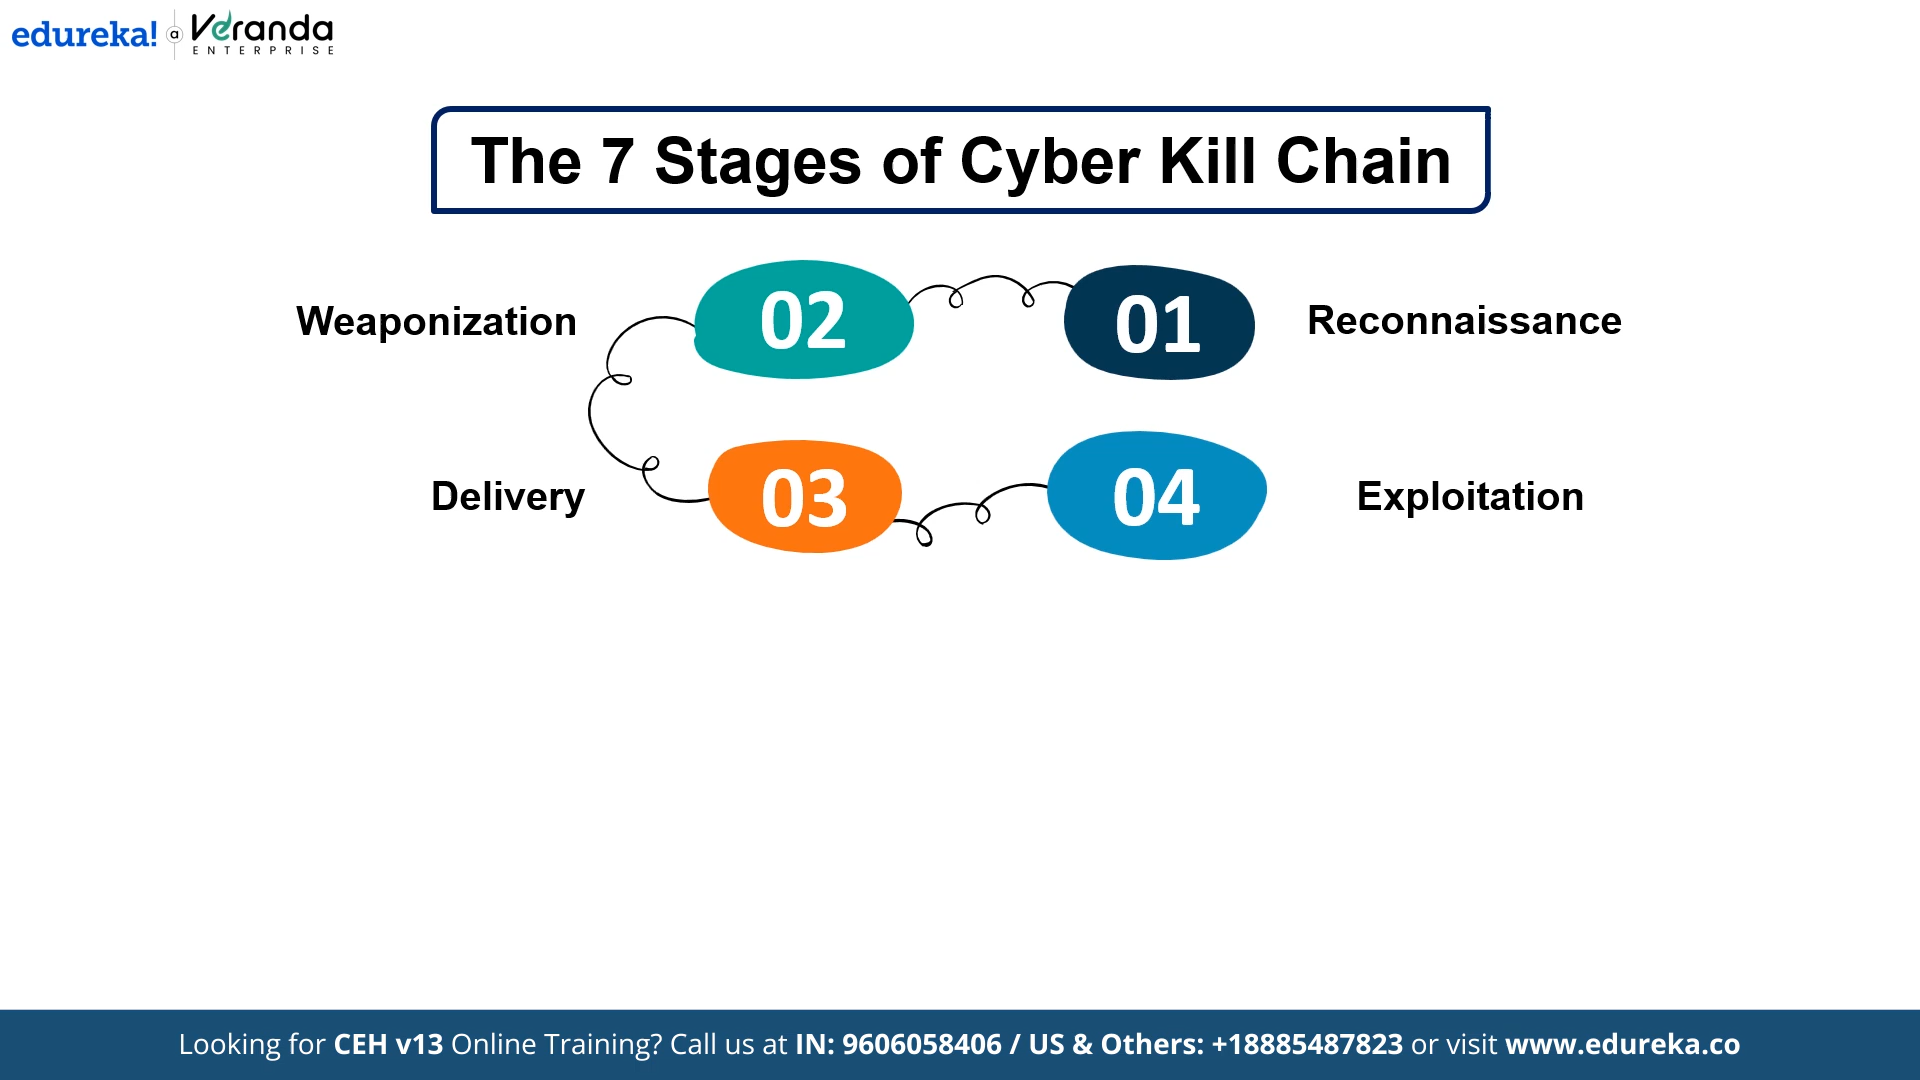 edureka! a Veranda
ENTERPRISE
The 7 Stages of Cyber Kill Chain
Weaponization 02 01 Reconnaissance
Delivery 03 04 Exploitation
Looking for CEH v13 Online Training? Call us at IN: 9606058406 / US & Others: +18885487823 or visit www.edureka.co